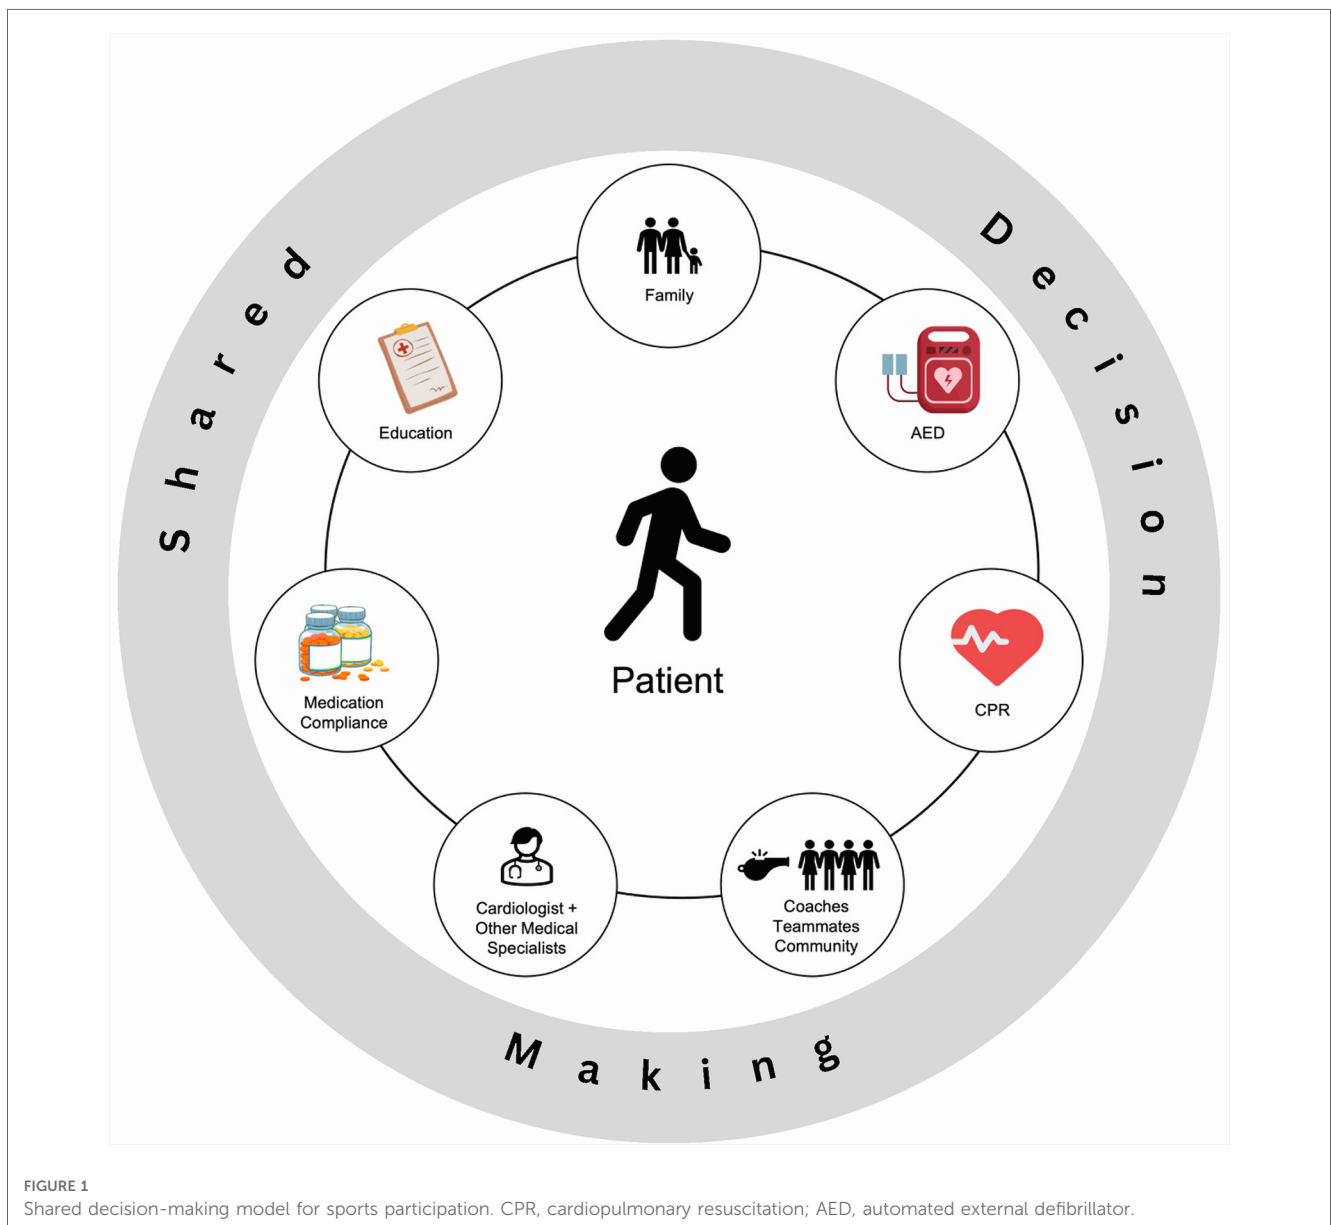 Shared
Decision
Making
Family
AED
CPR
Coaches
Teammates
Community
Cardiologist +
Other Medical
Specialists
Medication
Compliance
Education
Patient
FIGURE 1
Shared decision-making model for sports participation. CPR, cardiopulmonary resuscitation; AED, automated external defibrillator.